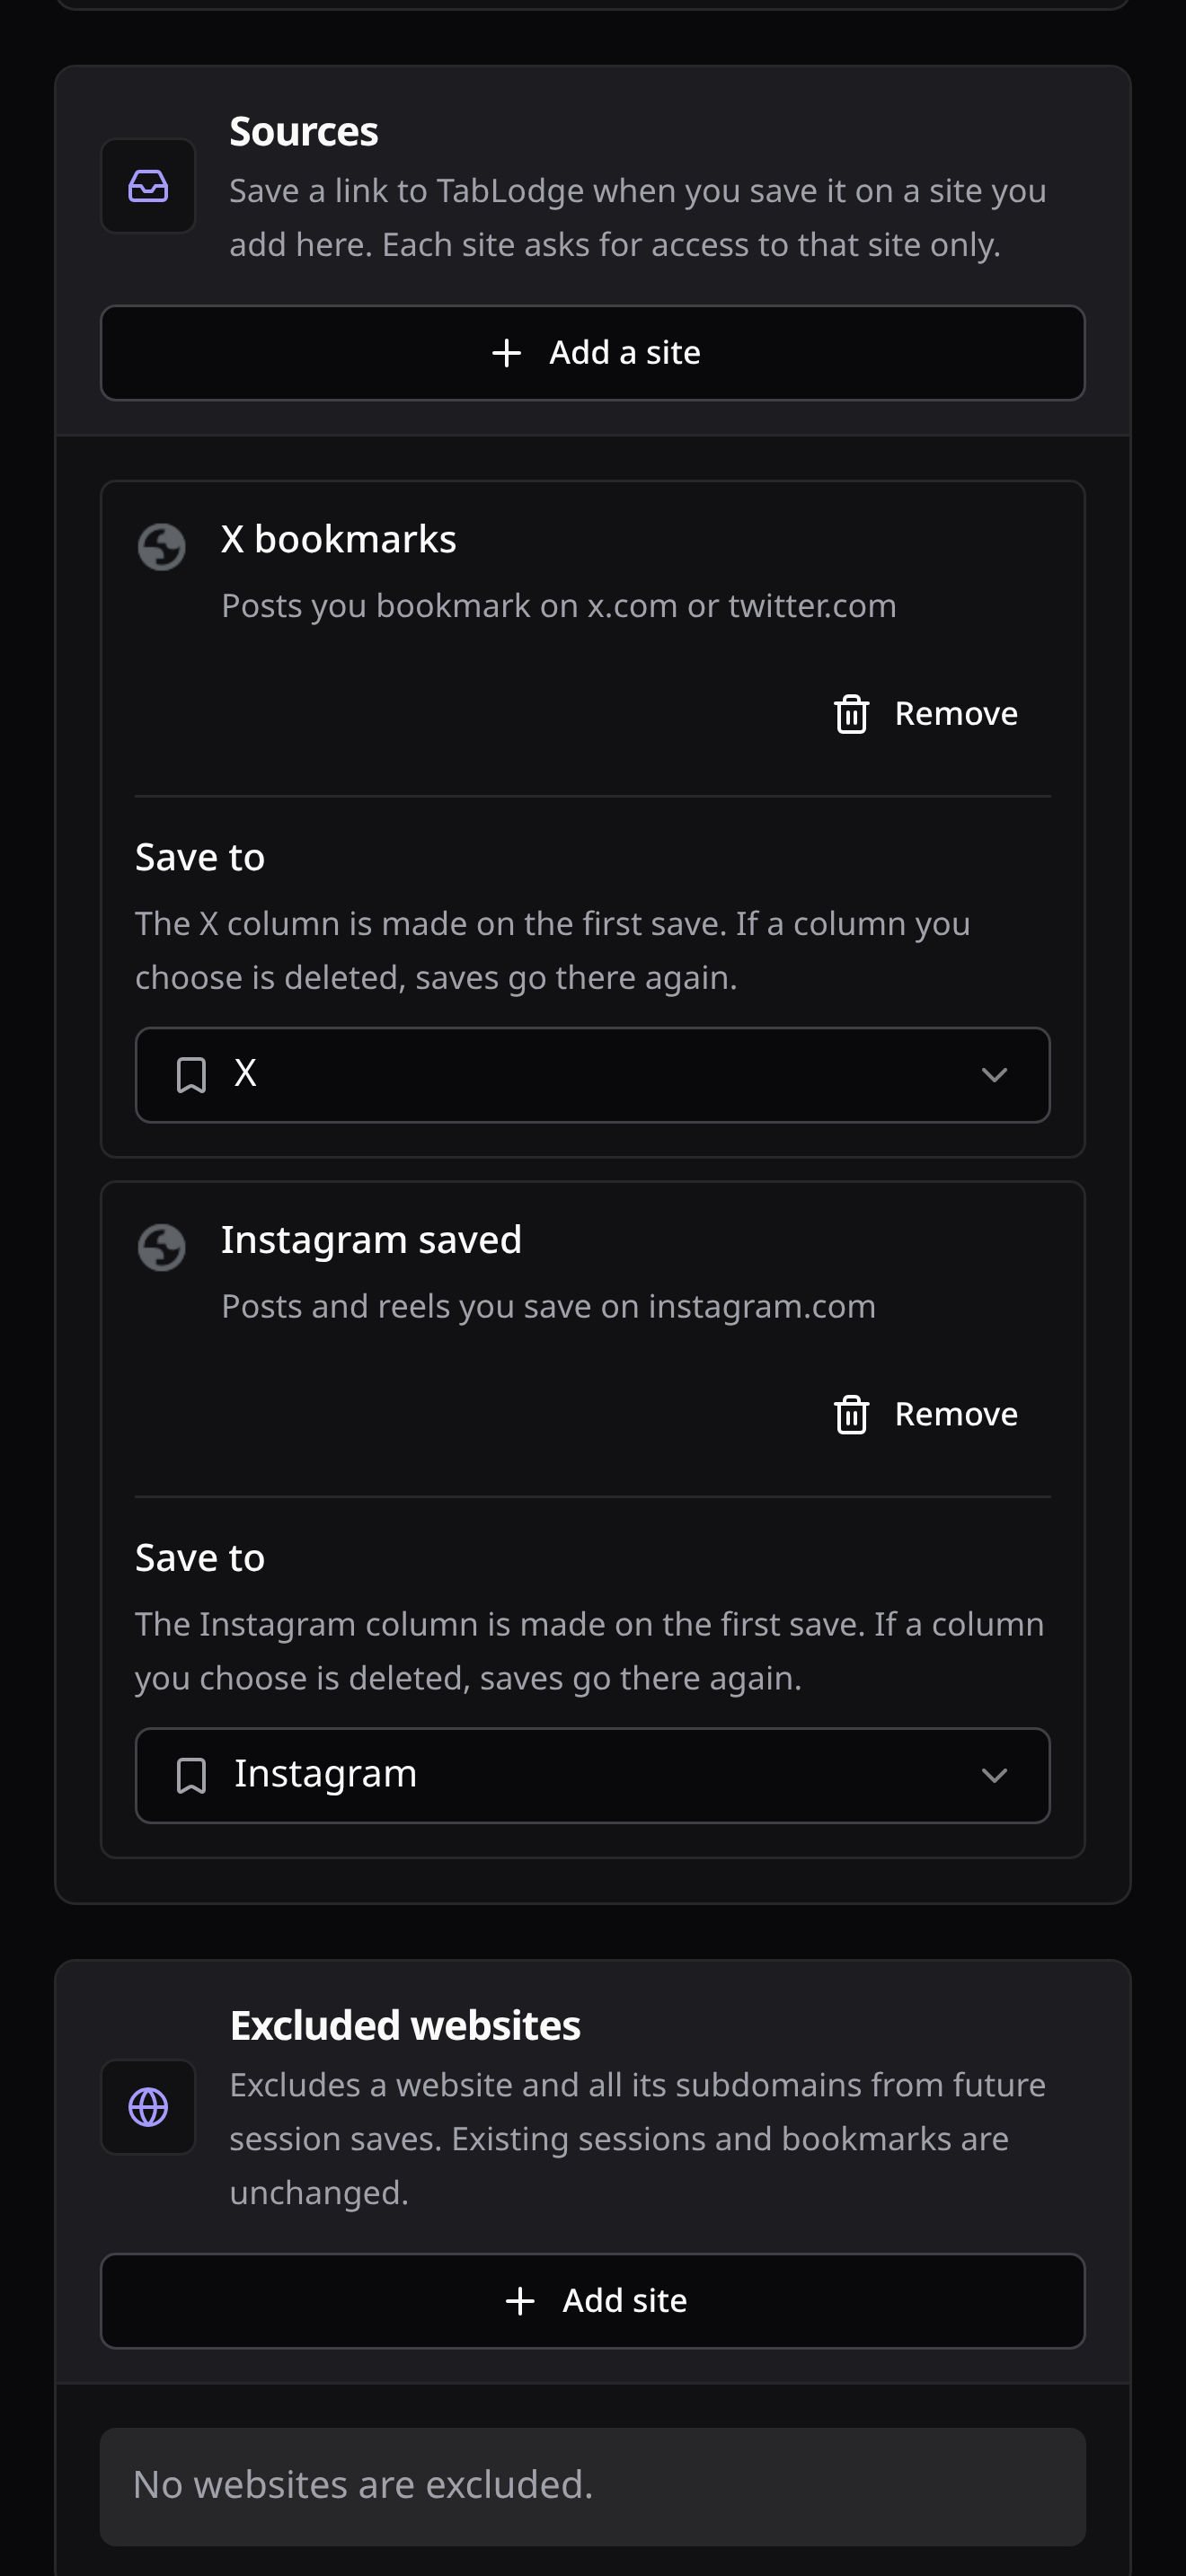 Sources
Save a link to TabLodge when you save it on a site you
add here. Each site asks for access to that site only.
Add a site
X bookmarks
Posts you bookmark on x.com or twitter.com
Remove
Save to
The X column is made on the first save. If a column you
choose is deleted, saves go there again.
X
Instagram saved
Posts and reels you save on instagram.com
Remove
Save to
The Instagram column is made on the first save. If a column
you choose is deleted, saves go there again.
Instagram
Excluded websites
Excludes a website and all its subdomains from future
session saves. Existing sessions and bookmarks are
unchanged.
Add site
No websites are excluded.